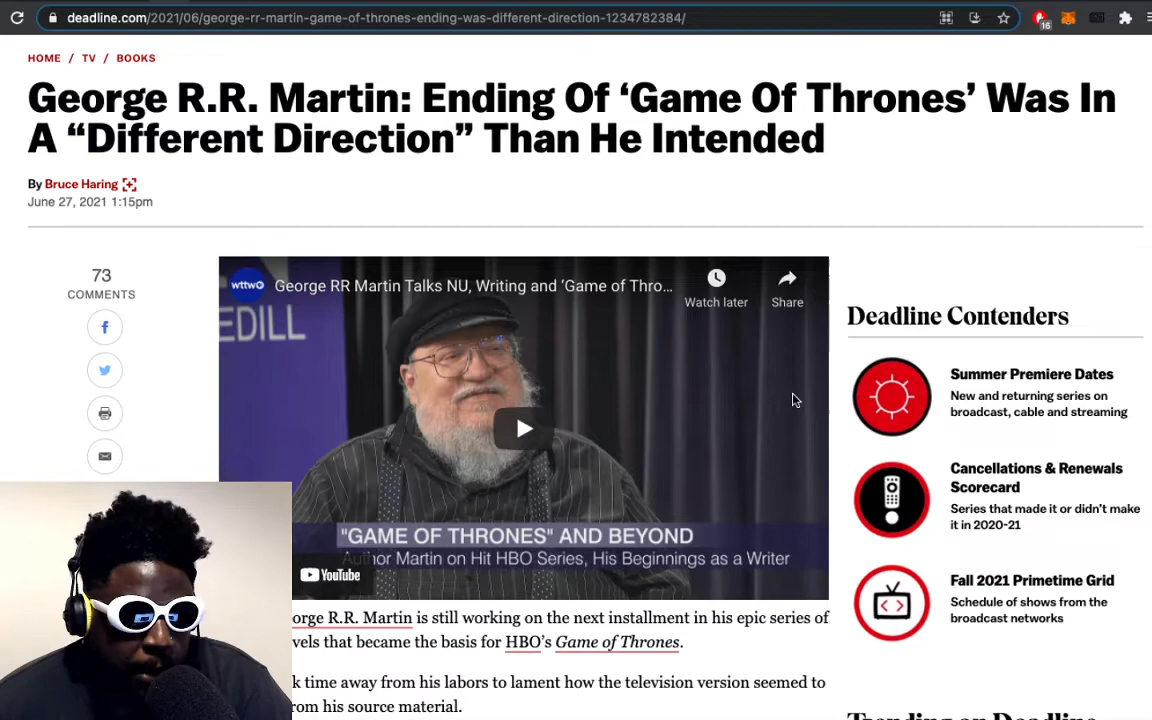 deadline.com/2021/06/george-rr-martin-game-of-thrones-ending-was-different-direction-1234782384/
16
HOME / TV / BOOKS
George R.R. Martin: Ending Of ‘Game Of Thrones’ Was In
A “Different Direction” Than He Intended
By Bruce Haring
June 27, 2021 1:15pm
73
COMMENTS
wttw
George RR Martin Talks NU, Writing and ‘Game of Thro...
Watch later
Share
EDILL
"GAME OF THRONES" AND BEYOND
Author Martin on Hit HBO Series, His Beginnings as a Writer
YouTube
orge R.R. Martin is still working on the next installment in his epic series of
vels that became the basis for HBO’s Game of Thrones.
k time away from his labors to lament how the television version seemed to
rom his source material.
Deadline Contenders
Summer Premiere Dates
New and returning series on
broadcast, cable and streaming
Cancellations & Renewals
Scorecard
Series that made it or didn’t make
it in 2020-21
Fall 2021 Primetime Grid
Schedule of shows from the
broadcast networks
Trending on Deadline